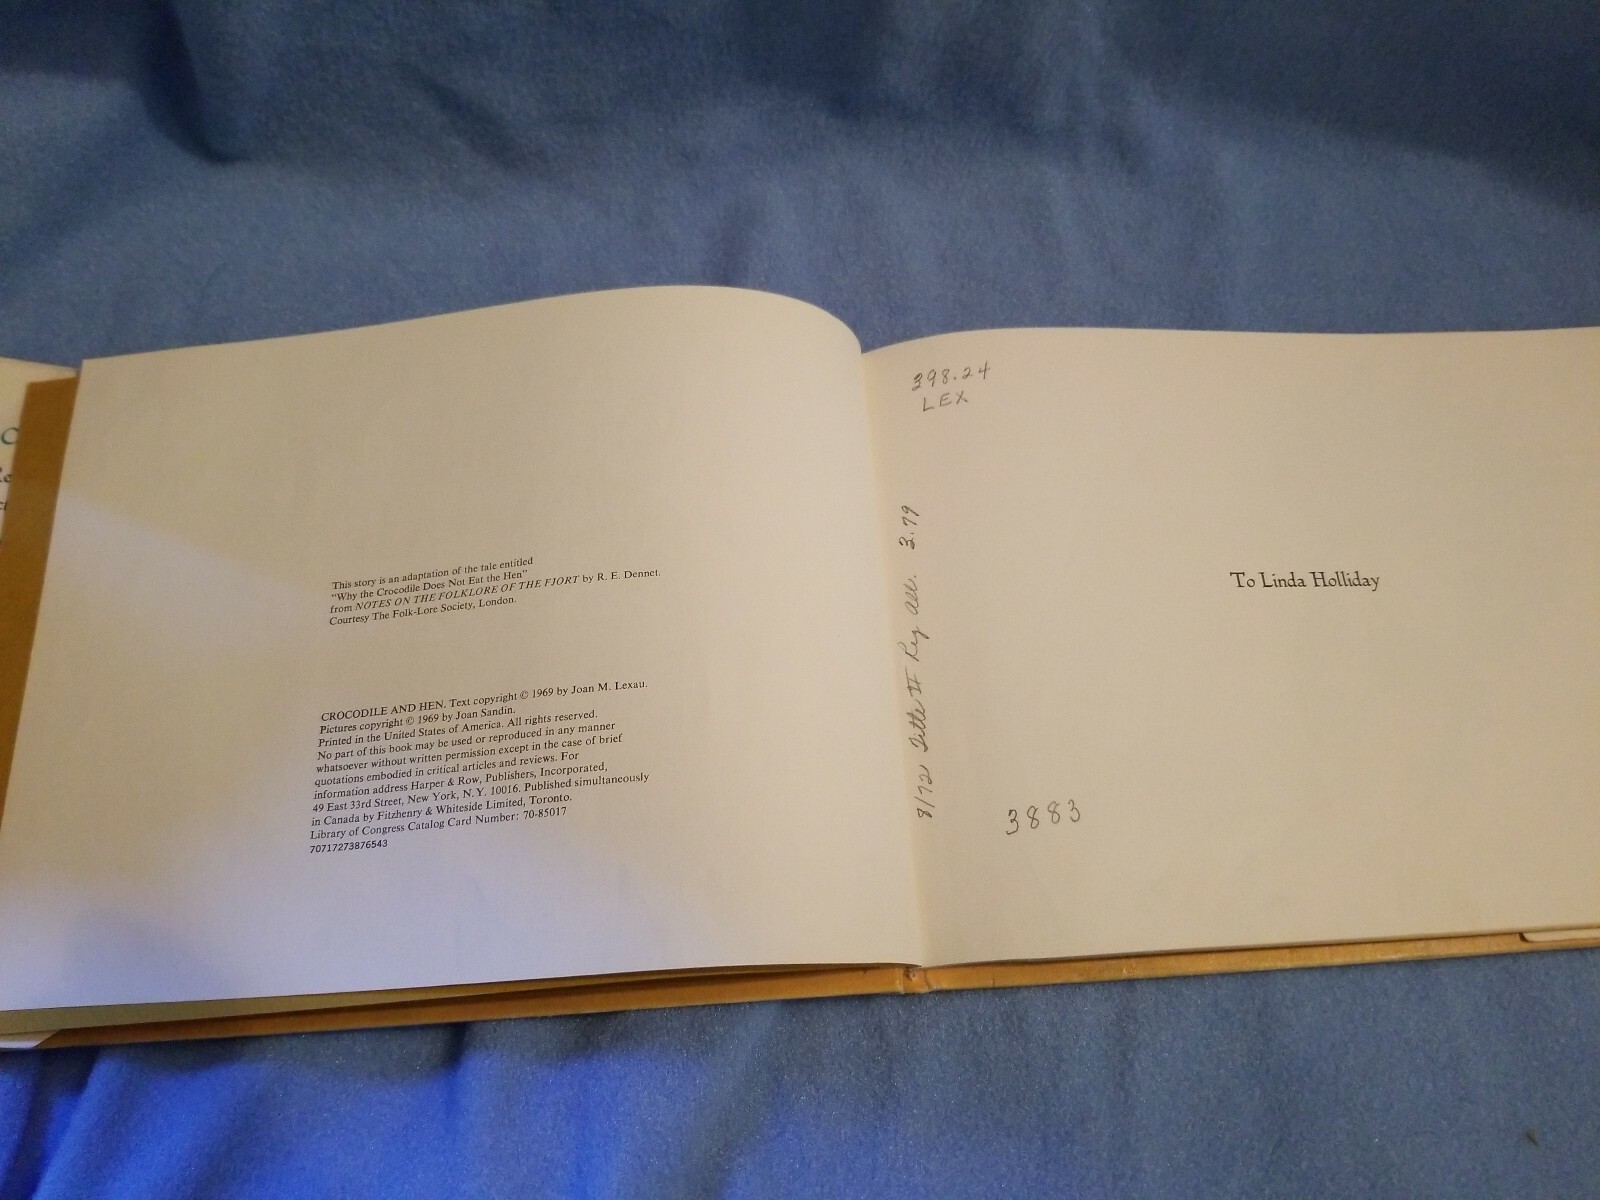 This story is an adaptation of the tale entitled
"Why the Crocodile Does Not Eat the Hen"
from NOTES ON THE FOLKLORE OF THE FJORT by R. E. Dennet.
Courtesy The Folk-Lore Society, London.
CROCODILE AND HEN. Text copyright © 1969 by Joan M. Lexau.
Pictures copyright © 1969 by Joan Sandin.
Printed in the United States of America. All rights reserved.
No part of this book may be used or reproduced in any manner
whatsoever without written permission except in the case of brief
quotations embodied in critical articles and reviews. For
information address Harper & Row, Publishers, Incorporated,
49 East 33rd Street, New York, N.Y. 10016. Published simultaneously
in Canada by Fitzhenry & Whiteside Limited, Toronto.
Library of Congress Catalog Card Number: 70-85017
70717273876543
398.24
LEX
8/72 Title II Reg all. 3.79
3883
To Linda Holliday